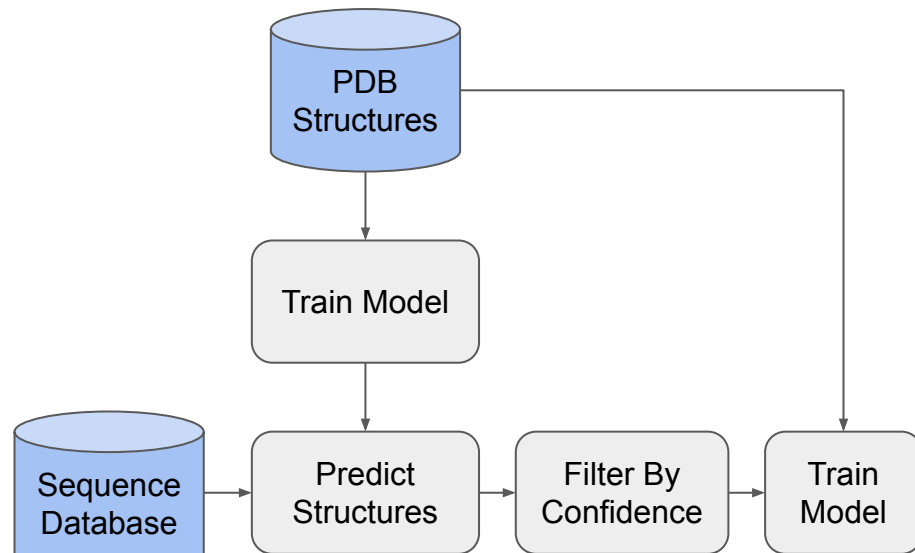 PDB
Structures
Train Model
Sequence
Database
Predict
Structures
Filter By
Confidence
Train
Model